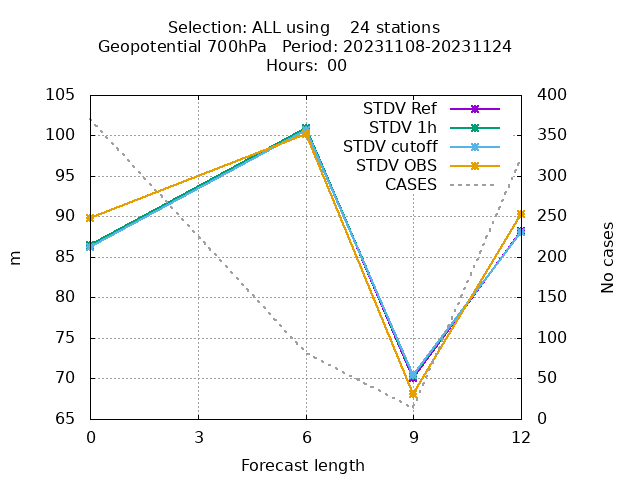 Selection: ALL using    24 stations
Geopotential 700hPa   Period: 20231108-20231124
Hours:  00
105
100
95
90
85
80
75
70
65
400
350
300
250
200
150
100
50
0
STDV Ref
STDV 1h
STDV cutoff
STDV OBS
CASES
m
No cases
0
3
6
9
12
Forecast length